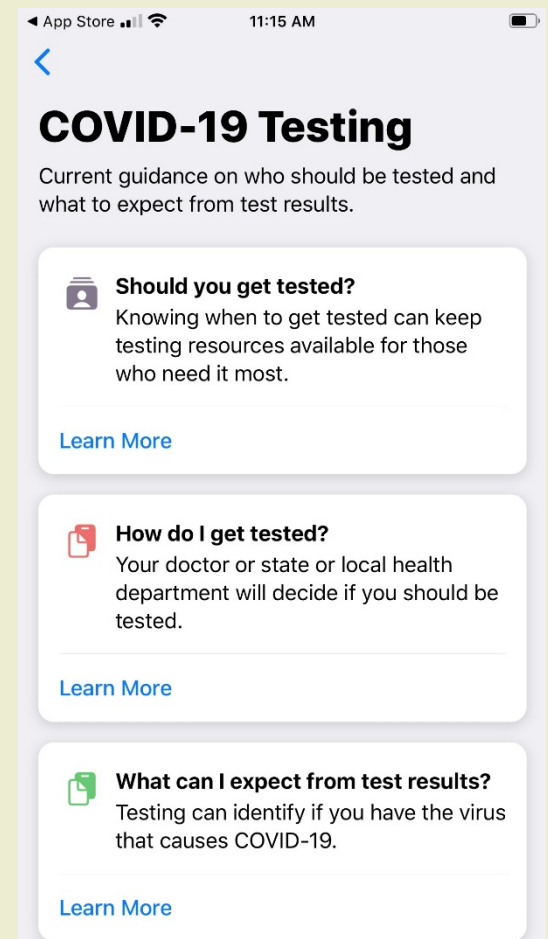 App Store
11:15 AM
COVID-19 Testing
Current guidance on who should be tested and
what to expect from test results.
Should you get tested?
Knowing when to get tested can keep
testing resources available for those
who need it most.
Learn More
How do I get tested?
Your doctor or state or local health
department will decide if you should be
tested.
Learn More
What can I expect from test results?
Testing can identify if you have the virus
that causes COVID-19.
Learn More